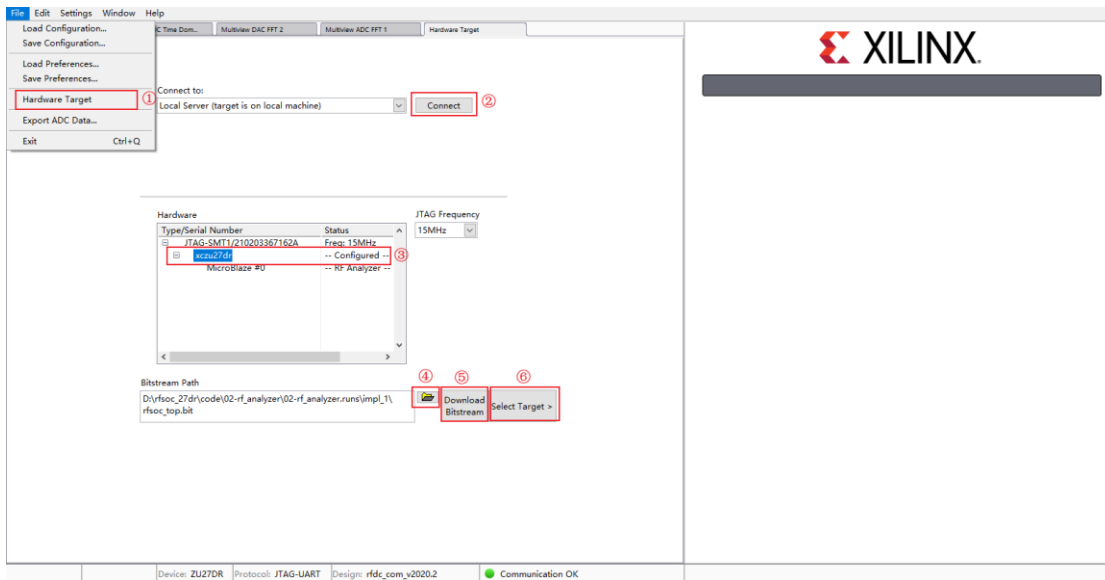 File Edit Settings Window Help
Load Configuration...
Save Configuration...
Load Preferences...
Save Preferences...
Hardware Target ①
Export ADC Data...
Exit Ctrl+Q
C Time Dom... Multiview DAC FFT 2 Multiview ADC FFT 1 Hardware Target
Connect to:
Local Server (target is on local machine) Connect ②
Hardware
Type/Serial Number Status
JTAG-SMT1/210203367162A Freq: 15MHz
xczu27dr -- Configured -- ③
MicroBlaze #0 -- RF Analyzer --
JTAG Frequency
15MHz
Bitstream Path
D:\rfsoc_27dr\code\02-rf_analyzer\02-rf_analyzer.runs\impl_1\
rfsoc_top.bit
④ ⑤ ⑥
Download
Bitstream
Select Target >
XILINX.
Device: ZU27DR Protocol: JTAG-UART Design: rfdc_com_v2020.2 Communication OK